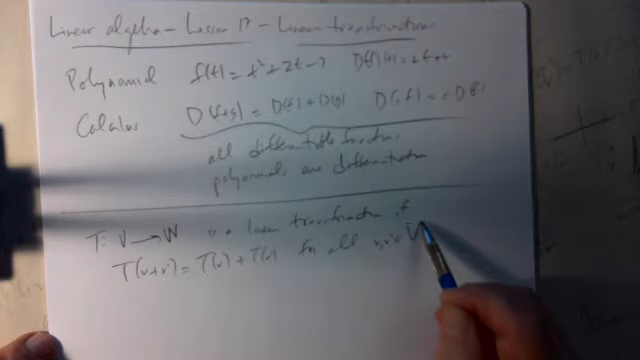 Linear algebra - Lesson 17 - Linear transformations
Polynomial f(t) = t² + 2t - 7 D(f)(t) = 2t + 2
Calculus D(f+g) = D(f) + D(g) D(cf) = c D(f)
all differentiable functions
polynomials are differentiable
T: V → W is a linear transformation if
T(v+v') = T(v) + T(v') for all v, v' ∈ V